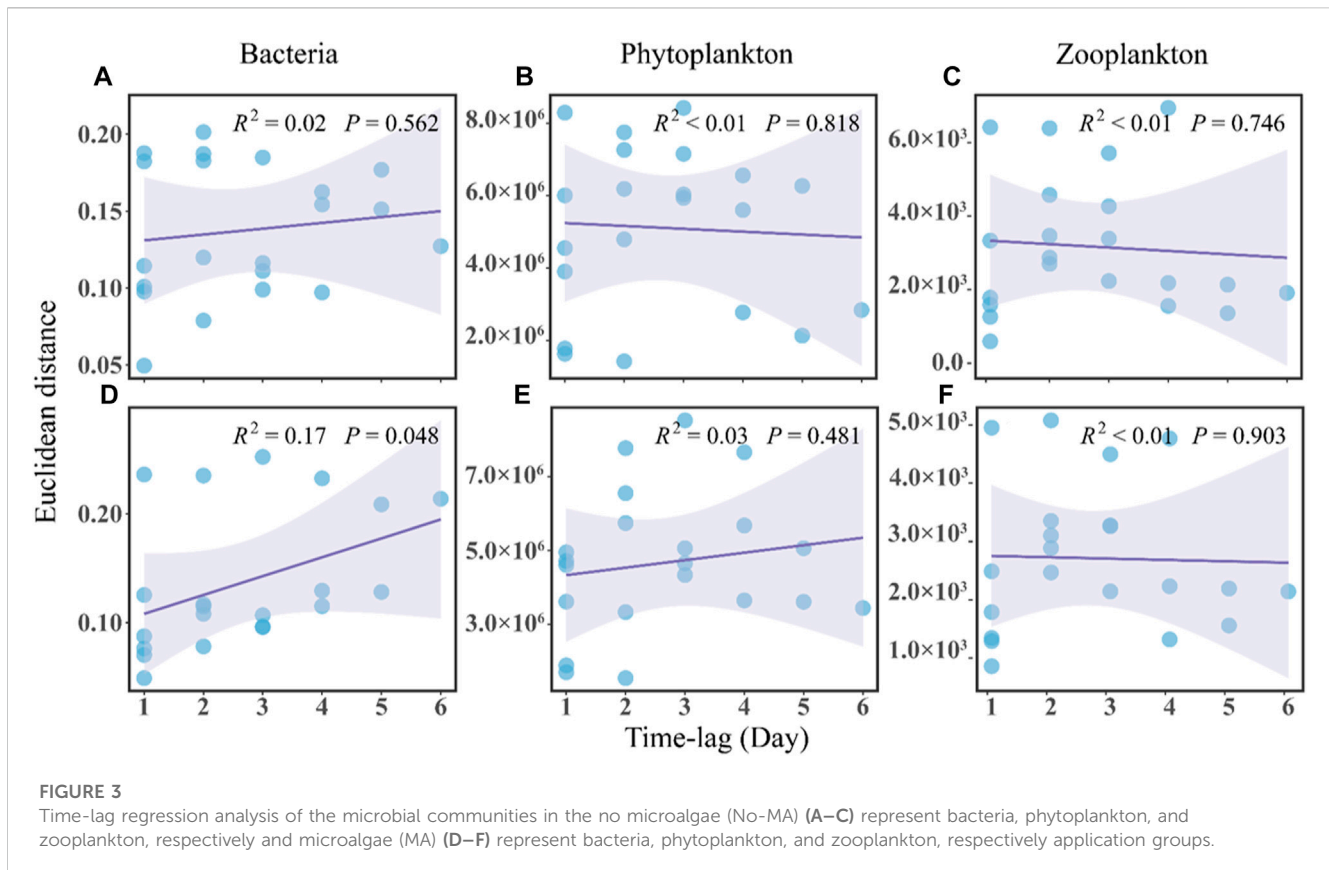 Bacteria
Phytoplankton
Zooplankton
A
B
C
R² = 0.02 P = 0.562
R² < 0.01 P = 0.818
R² < 0.01 P = 0.746
0.20
0.15
0.10
0.05
8.0×10⁶
6.0×10⁶
4.0×10⁶
2.0×10⁶
6.0×10³
4.0×10³
2.0×10³
0.0
Euclidean distance
D
E
F
R² = 0.17 P = 0.048
R² = 0.03 P = 0.481
R² < 0.01 P = 0.903
0.20
0.10
7.0×10⁶
5.0×10⁶
3.0×10⁶
5.0×10³
4.0×10³
3.0×10³
2.0×10³
1.0×10³
1 2 3 4 5 6
1 2 3 4 5 6
1 2 3 4 5 6
Time-lag (Day)
FIGURE 3
Time-lag regression analysis of the microbial communities in the no microalgae (No-MA) (A–C) represent bacteria, phytoplankton, and
zooplankton, respectively and microalgae (MA) (D–F) represent bacteria, phytoplankton, and zooplankton, respectively application groups.